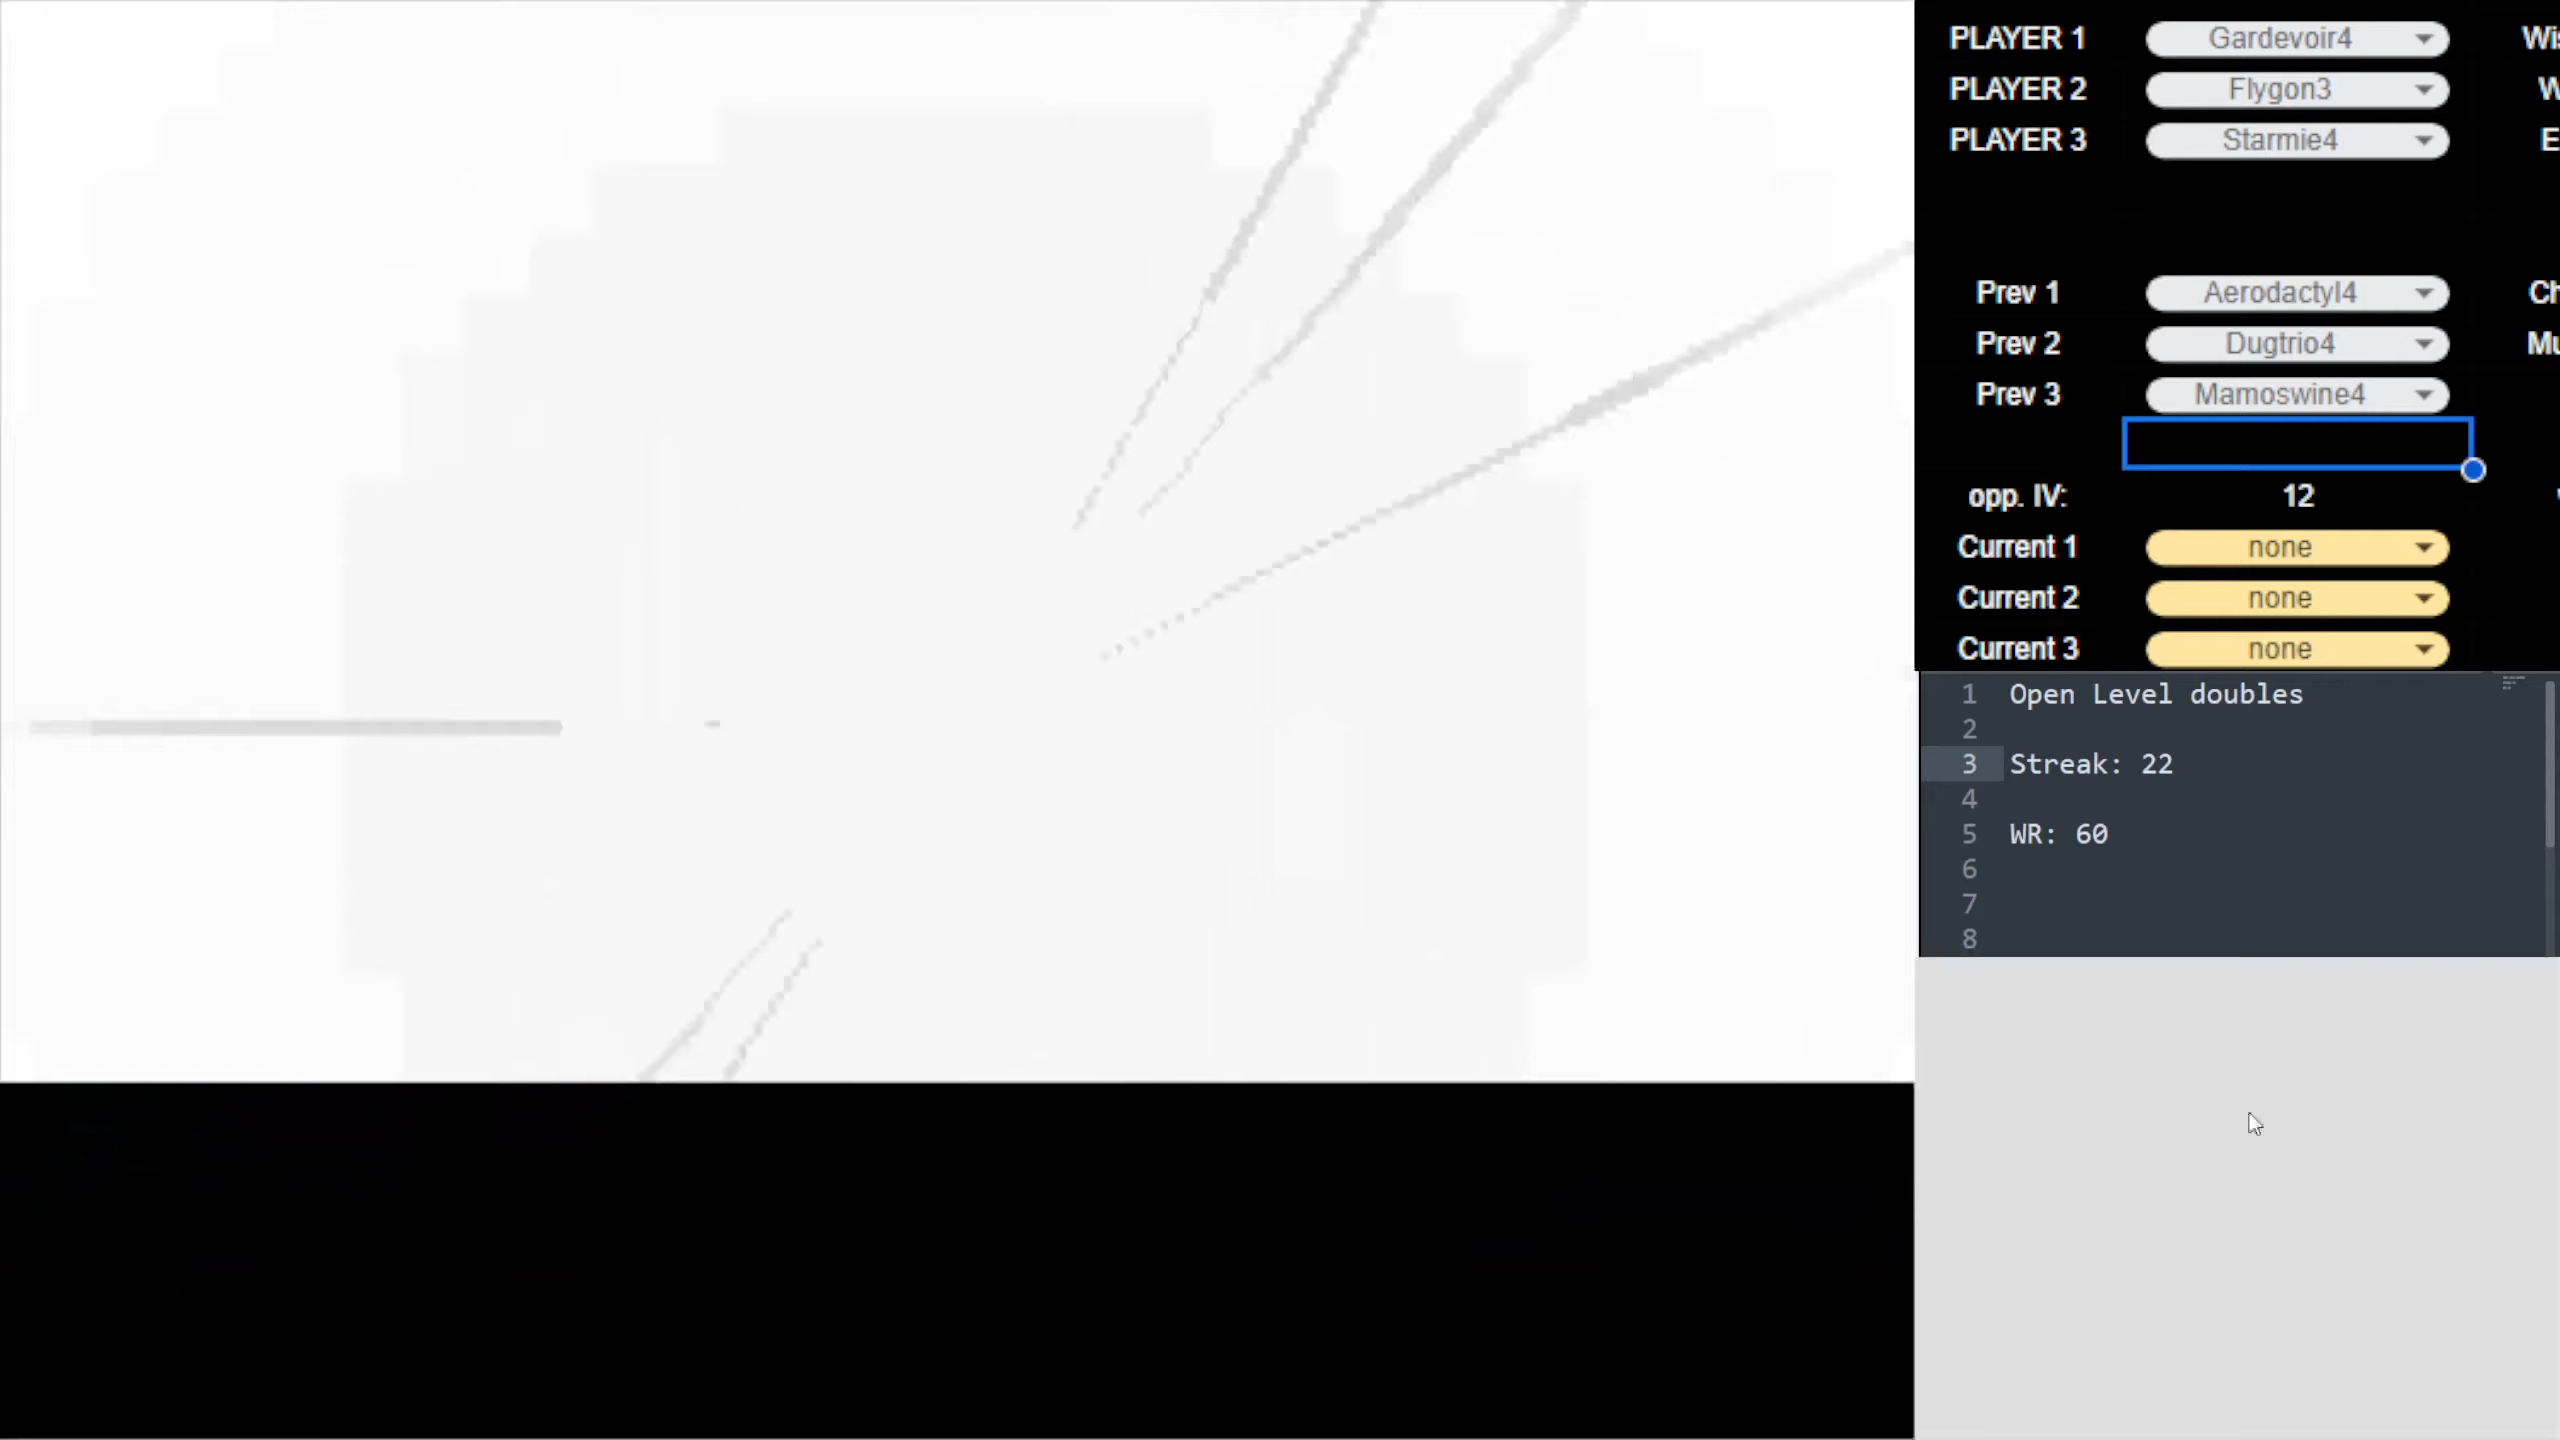 PLAYER 1 Gardevoir4
PLAYER 2 Flygon3
PLAYER 3 Starmie4
Prev 1 Aerodactyl4
Prev 2 Dugtrio4
Prev 3 Mamoswine4
opp. IV: 12
Current 1 none
Current 2 none
Current 3 none
1 Open Level doubles
2
3 Streak: 22
4
5 WR: 60
6
7
8